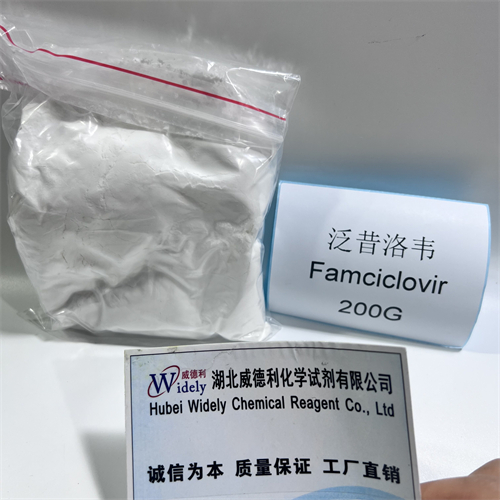 泛昔洛韦
Famciclovir
200G
威德利
Widely
湖北威德利化学试剂有限公司
Hubei Widely Chemical Reagent Co., Ltd
诚信为本 质量保证 工厂直销